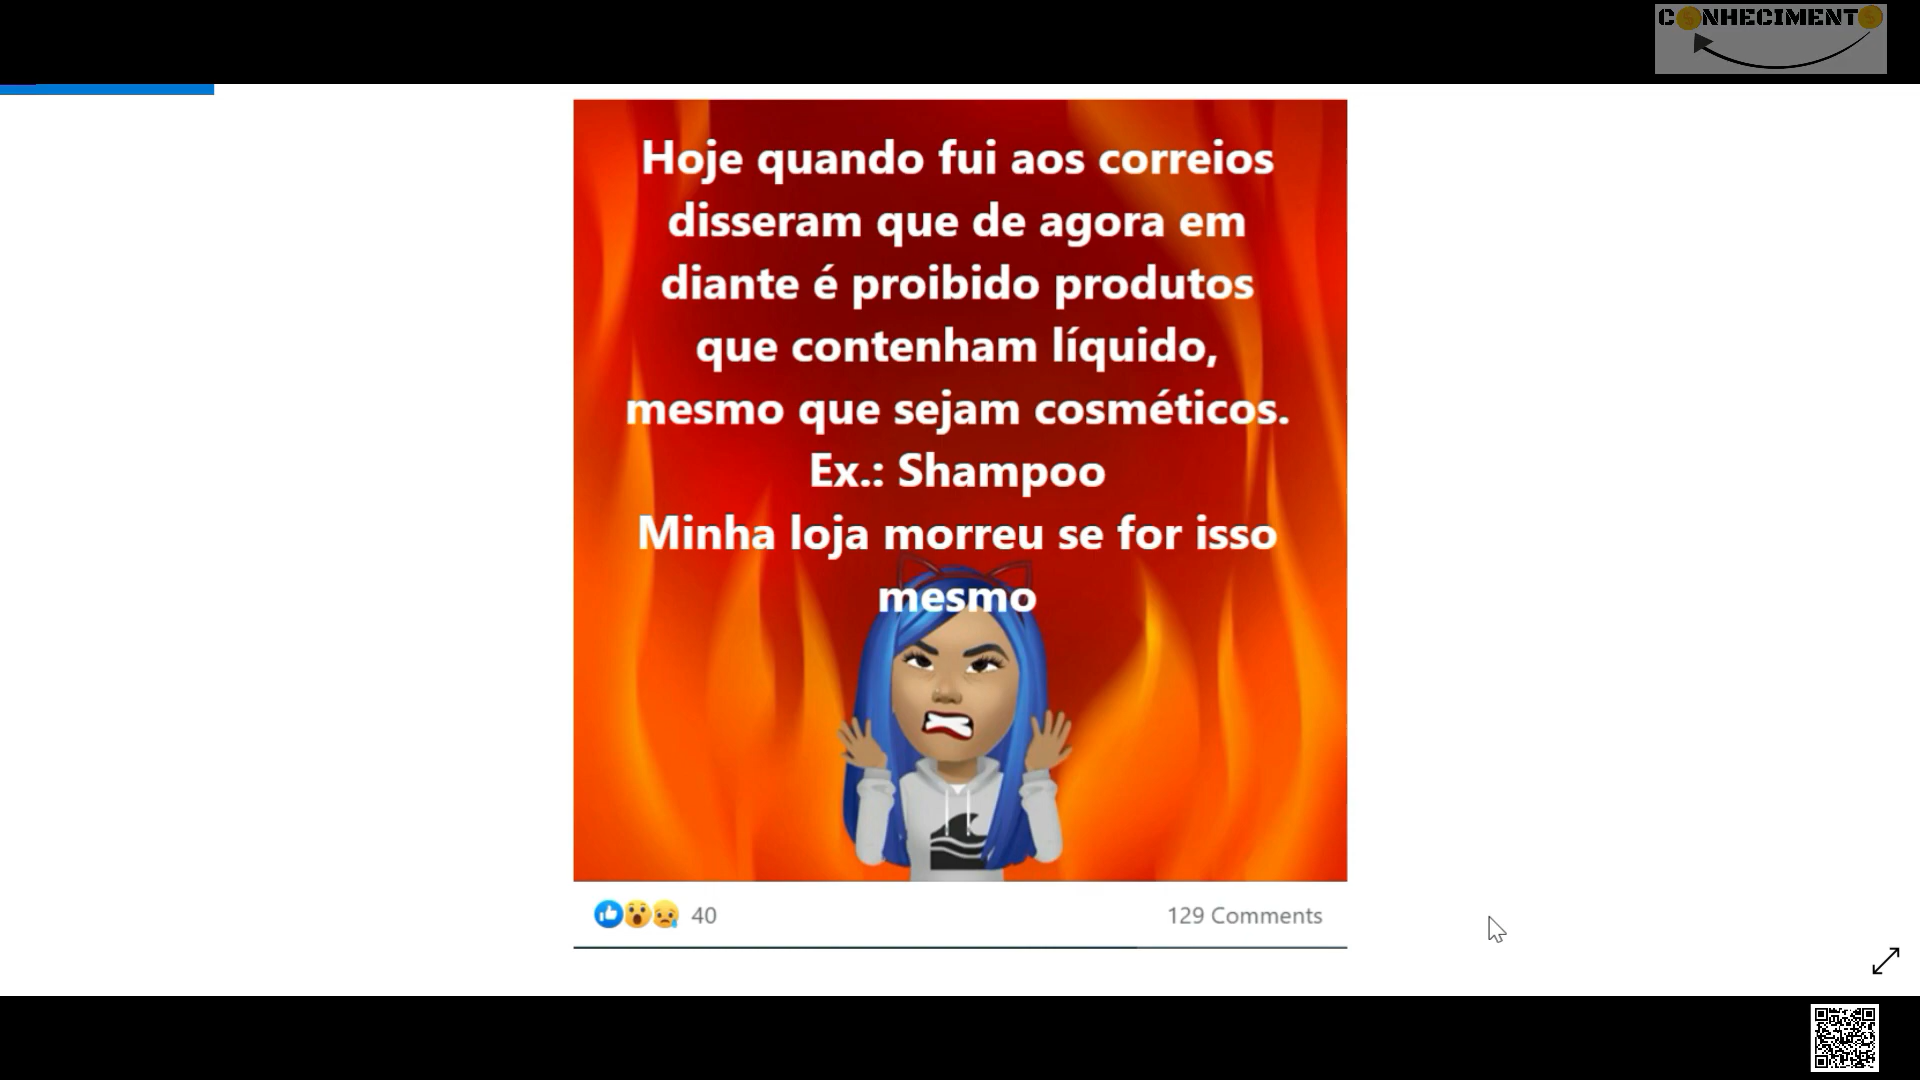 CONHECIMENTO
Hoje quando fui aos correios
disseram que de agora em
diante é proibido produtos
que contenham líquido,
mesmo que sejam cosméticos.
Ex.: Shampoo
Minha loja morreu se for isso
mesmo
40
129 Comments